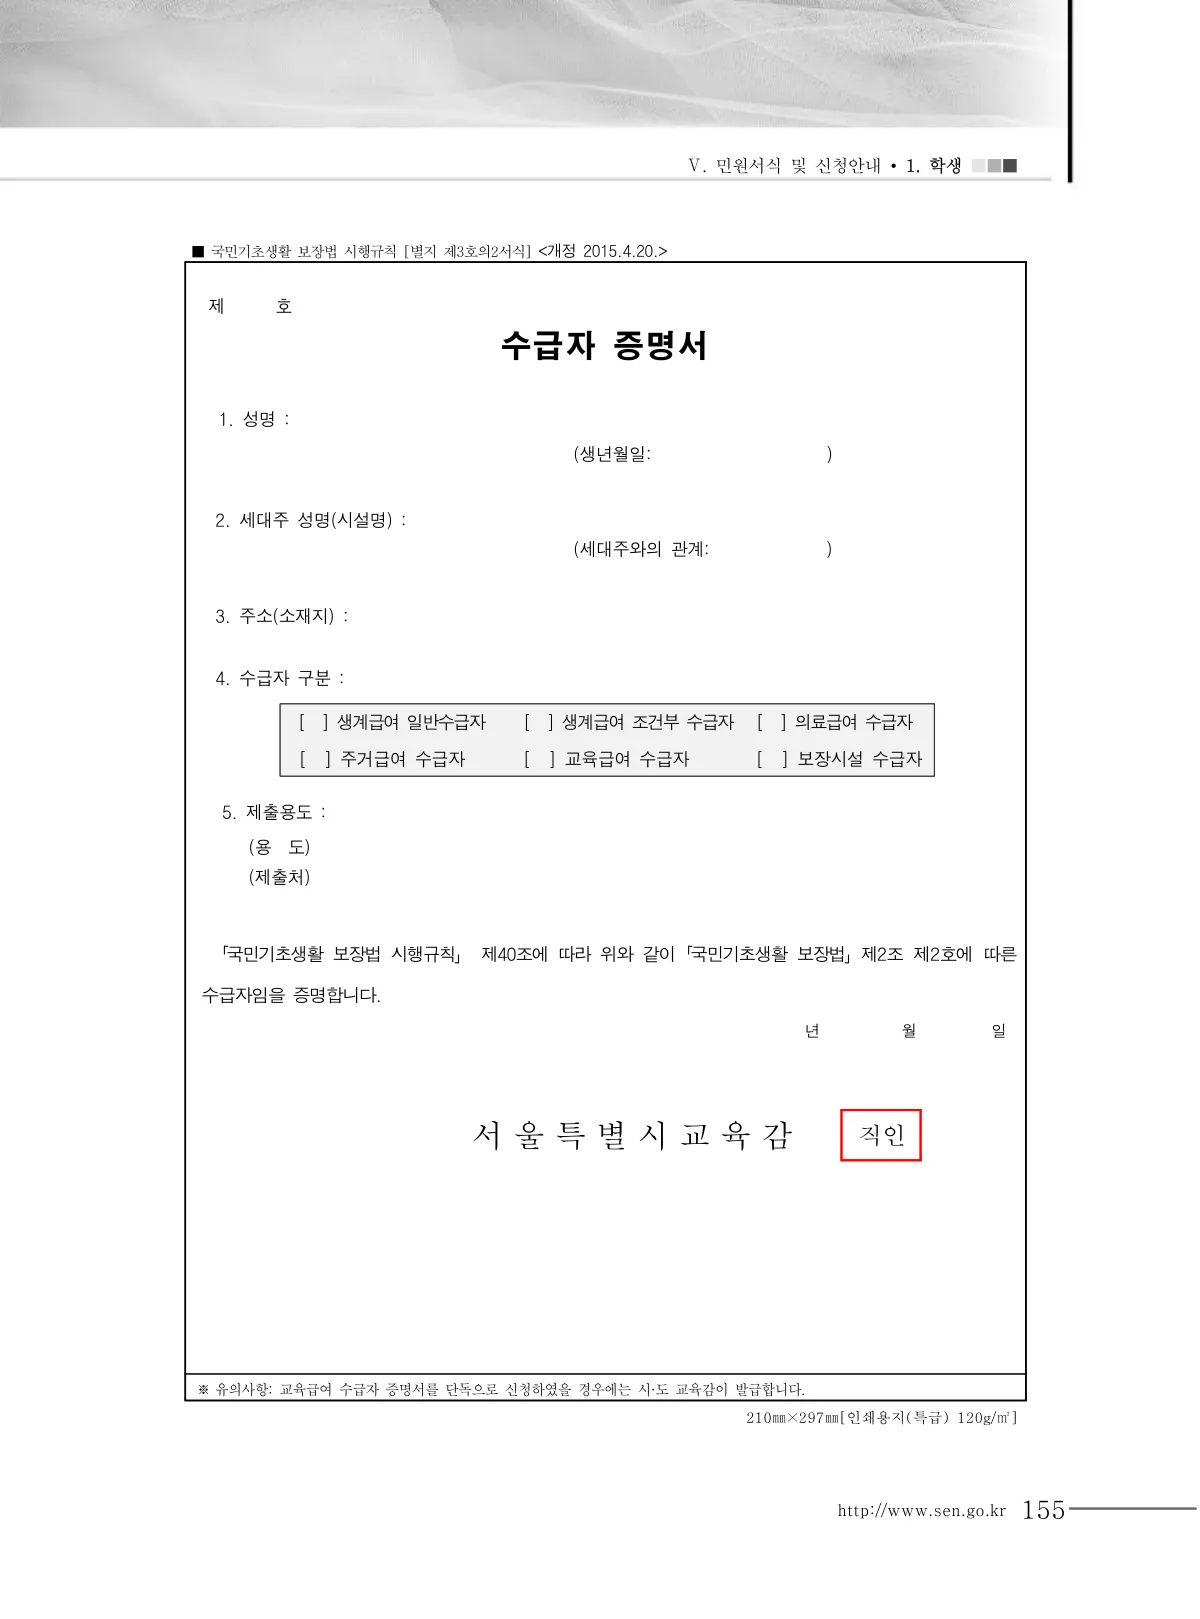 Ⅴ. 민원서식 및 신청안내 • 1. 학생
■ 국민기초생활 보장법 시행규칙 [별지 제3호의2서식] <개정 2015.4.20.>
제 호
수급자 증명서
1. 성명 :
(생년월일: )
2. 세대주 성명(시설명) :
(세대주와의 관계: )
3. 주소(소재지) :
4. 수급자 구분 :
[ ] 생계급여 일반수급자 [ ] 생계급여 조건부 수급자 [ ] 의료급여 수급자
[ ] 주거급여 수급자 [ ] 교육급여 수급자 [ ] 보장시설 수급자
5. 제출용도 :
(용 도)
(제출처)
「국민기초생활 보장법 시행규칙」 제40조에 따라 위와 같이 「국민기초생활 보장법」 제2조 제2호에 따른
수급자임을 증명합니다.
년 월 일
서울특별시교육감 직인
※ 유의사항: 교육급여 수급자 증명서를 단독으로 신청하였을 경우에는 시·도 교육감이 발급합니다.
210㎜×297㎜[인쇄용지(특급) 120g/㎡]
http://www.sen.go.kr 155